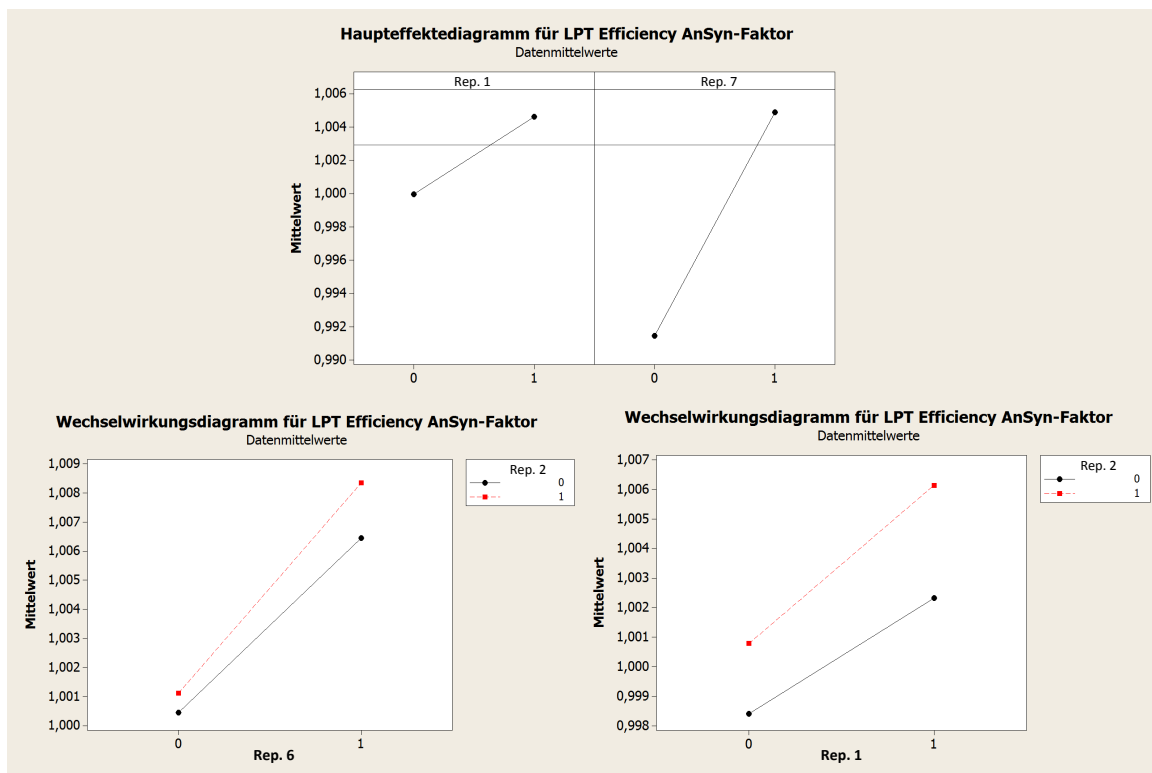 Haupteffektediagramm für LPT Efficiency AnSyn-Faktor
Datenmittelwerte
Rep. 1 Rep. 7
1,006
1,004
1,002
1,000
0,998
0,996
0,994
0,992
0,990
Mittelwert
0 1 0 1
Wechselwirkungsdiagramm für LPT Efficiency AnSyn-Faktor
Datenmittelwerte
1,009
1,008
1,007
1,006
1,005
1,004
1,003
1,002
1,001
1,000
Mittelwert
0 1
Rep. 6
Rep. 2
0
1
Wechselwirkungsdiagramm für LPT Efficiency AnSyn-Faktor
Datenmittelwerte
1,007
1,006
1,005
1,004
1,003
1,002
1,001
1,000
0,999
0,998
Mittelwert
0 1
Rep. 1
Rep. 2
0
1